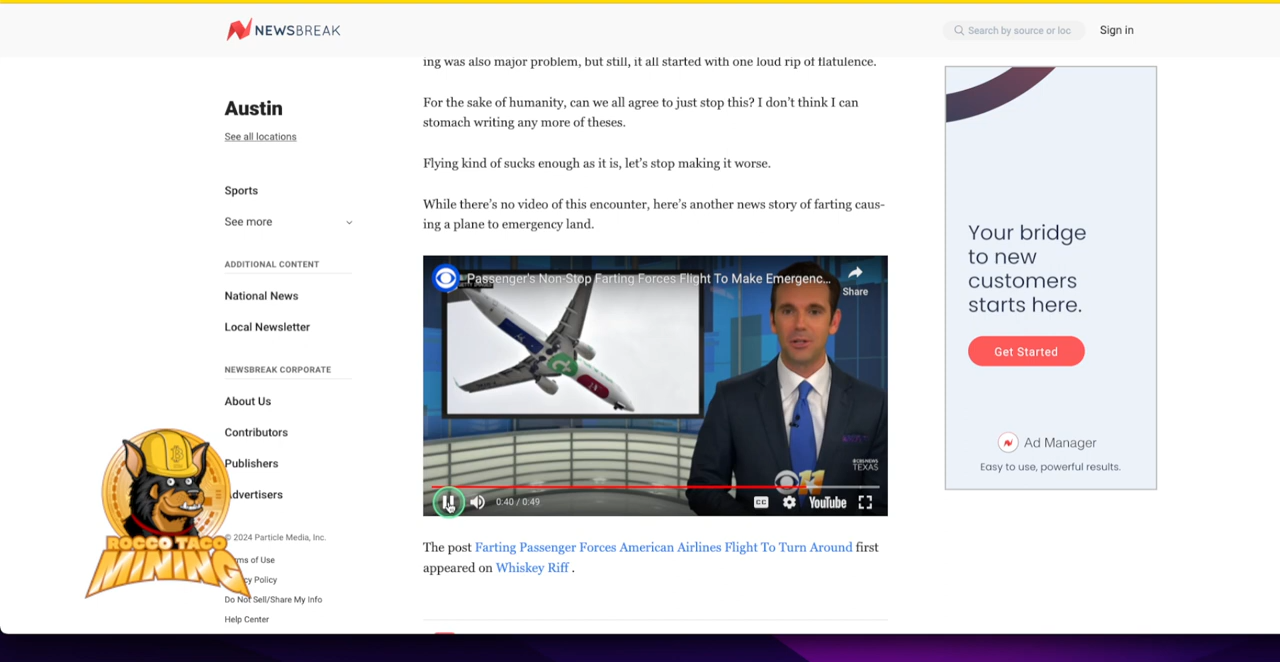 NEWSBREAK
Search by source or loc
Sign in
Austin
See all locations
Sports
See more
ADDITIONAL CONTENT
National News
Local Newsletter
NEWSBREAK CORPORATE
About Us
Contributors
Publishers
dvertisers
© 2024 Particle Media, Inc.
ms of Use
cy Policy
Do Not Sell/Share My Info
Help Center
ROCCO TACO
MINING
ing was also major problem, but still, it all started with one loud rip of flatulence.
For the sake of humanity, can we all agree to just stop this? I don't think I can
stomach writing any more of theses.
Flying kind of sucks enough as it is, let's stop making it worse.
While there's no video of this encounter, here's another news story of farting caus-
ing a plane to emergency land.
Passenger's Non-Stop Farting Forces Flight To Make Emergenc...
Share
CBS NEWS
TEXAS
11
0:40 / 0:49
CC
YouTube
The post Farting Passenger Forces American Airlines Flight To Turn Around first
appeared on Whiskey Riff .
Your bridge
to new
customers
starts here.
Get Started
Ad Manager
Easy to use, powerful results.